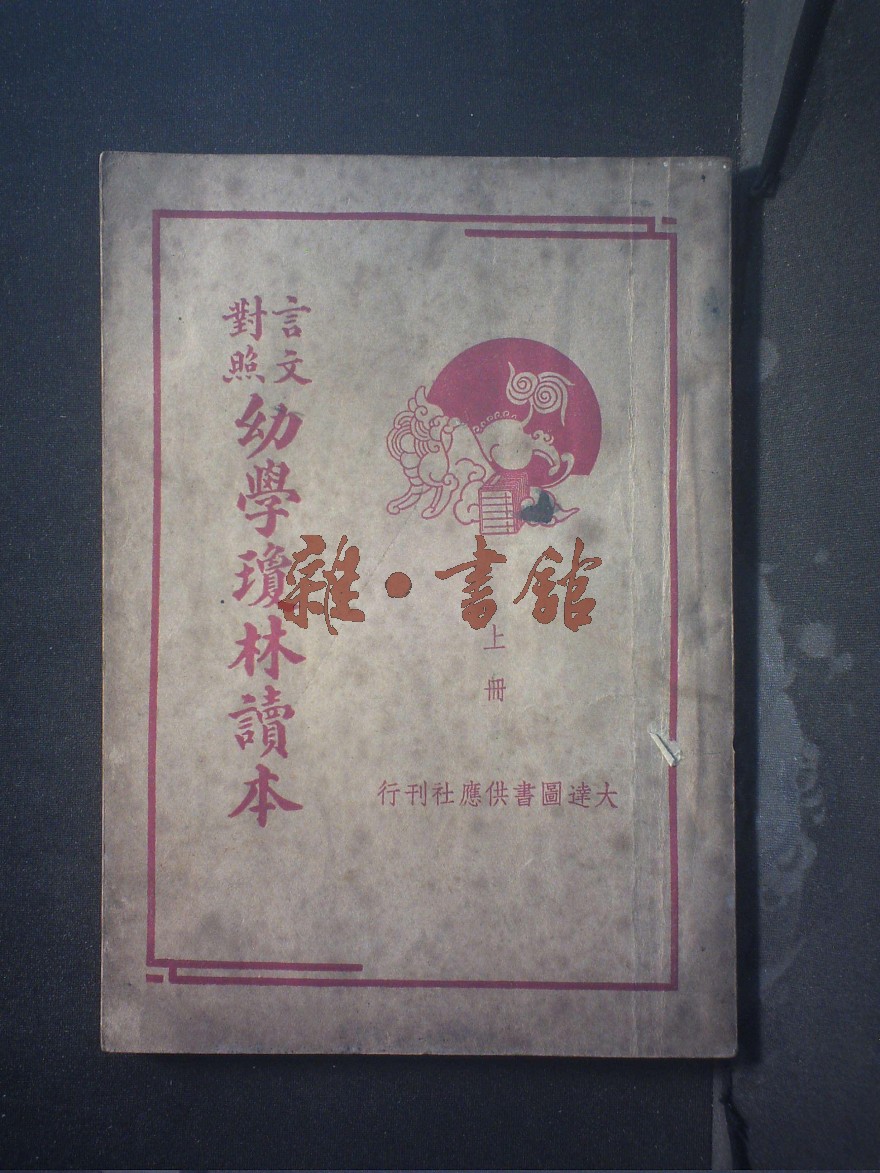 言文
對照
幼學瓊林讀本
上冊
大達圖書供應社刊行
雜·書館